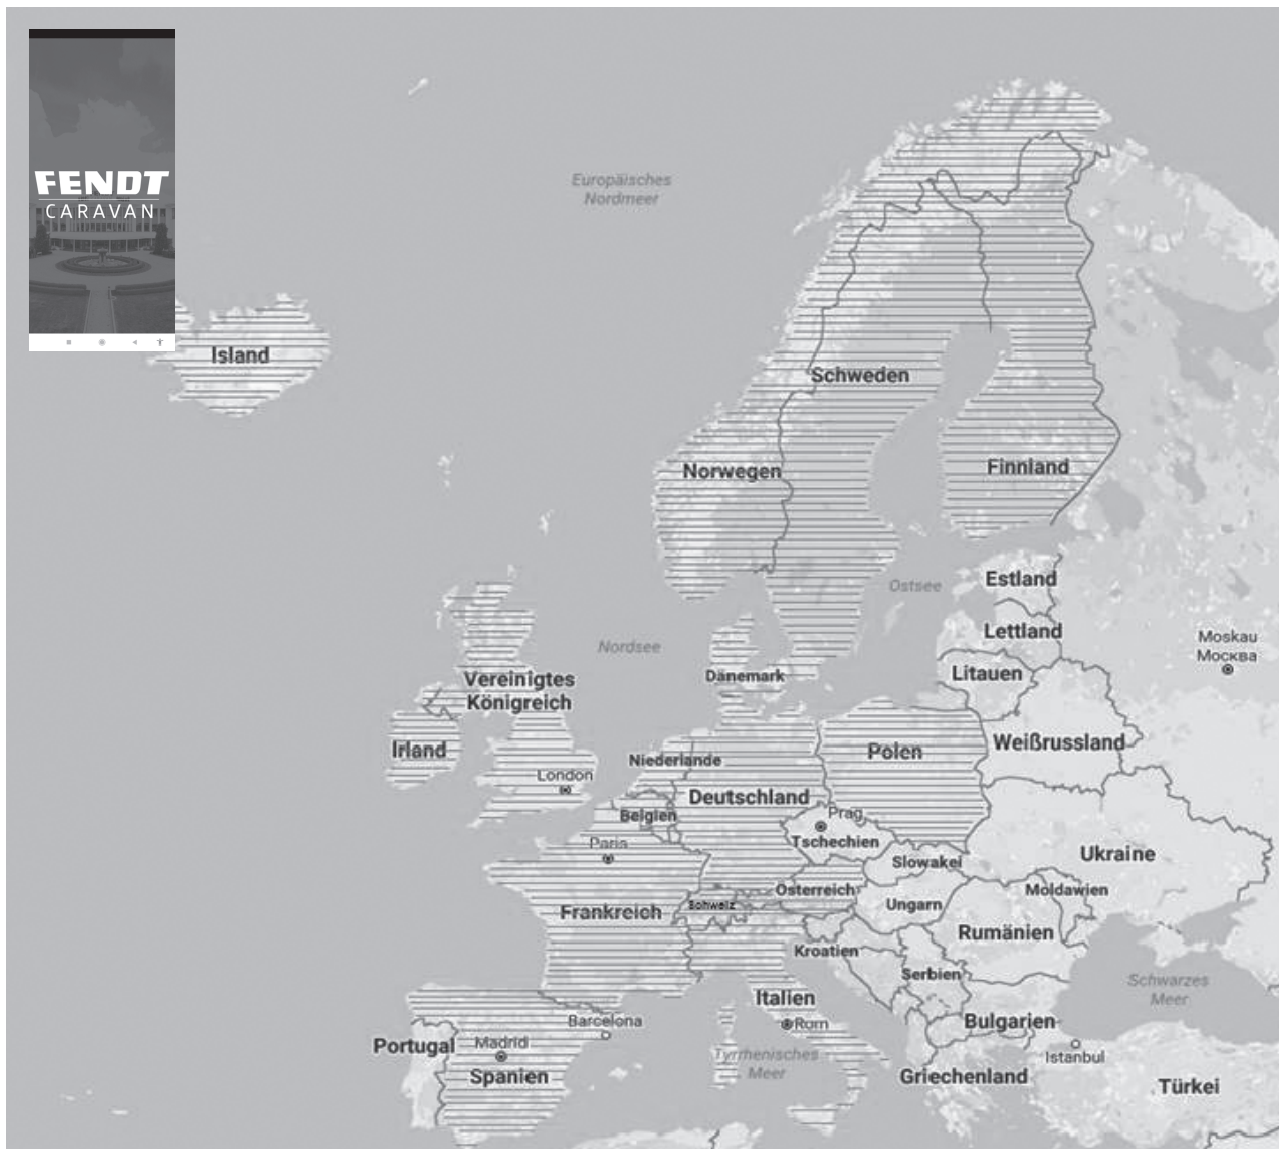 FENDT
CARAVAN
Europäisches
Nordmeer
Island
Schweden
Norwegen
Finnland
Estland
Ostsee
Lettland
Moskau
Москва
Nordsee
Litauen
Dänemark
Vereinigtes
Königreich
Irland
Weißrussland
Polen
Niederlande
London
Deutschland
Belgien
Prag
Tschechien
Paris
Slowakei
Ukraine
Österreich
Moldawien
Schweiz
Ungarn
Frankreich
Rumänien
Kroatien
Serbien
Schwarzes
Meer
Italien
Barcelona
Rom
Bulgarien
Portugal
Madrid
Istanbul
Tyrrhenisches
Meer
Spanien
Griechenland
Türkei